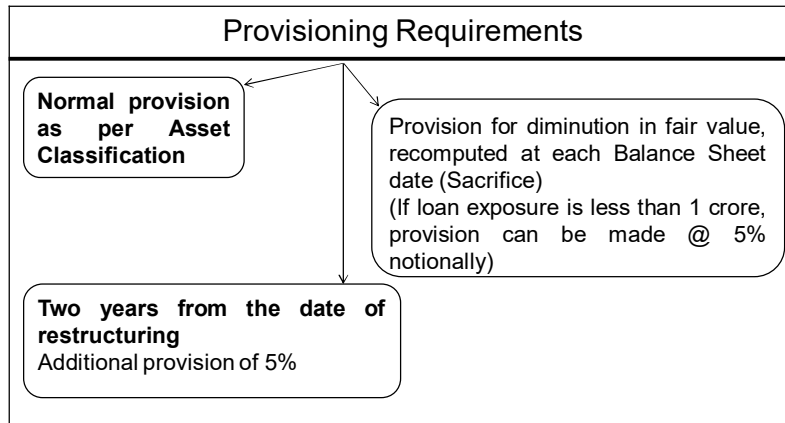 Provisioning Requirements
Normal provision
as per Asset
Classification
Provision for diminution in fair value,
recomputed at each Balance Sheet
date (Sacrifice)
(If loan exposure is less than 1 crore,
provision can be made @ 5%
notionally)
Two years from the date of
restructuring
Additional provision of 5%